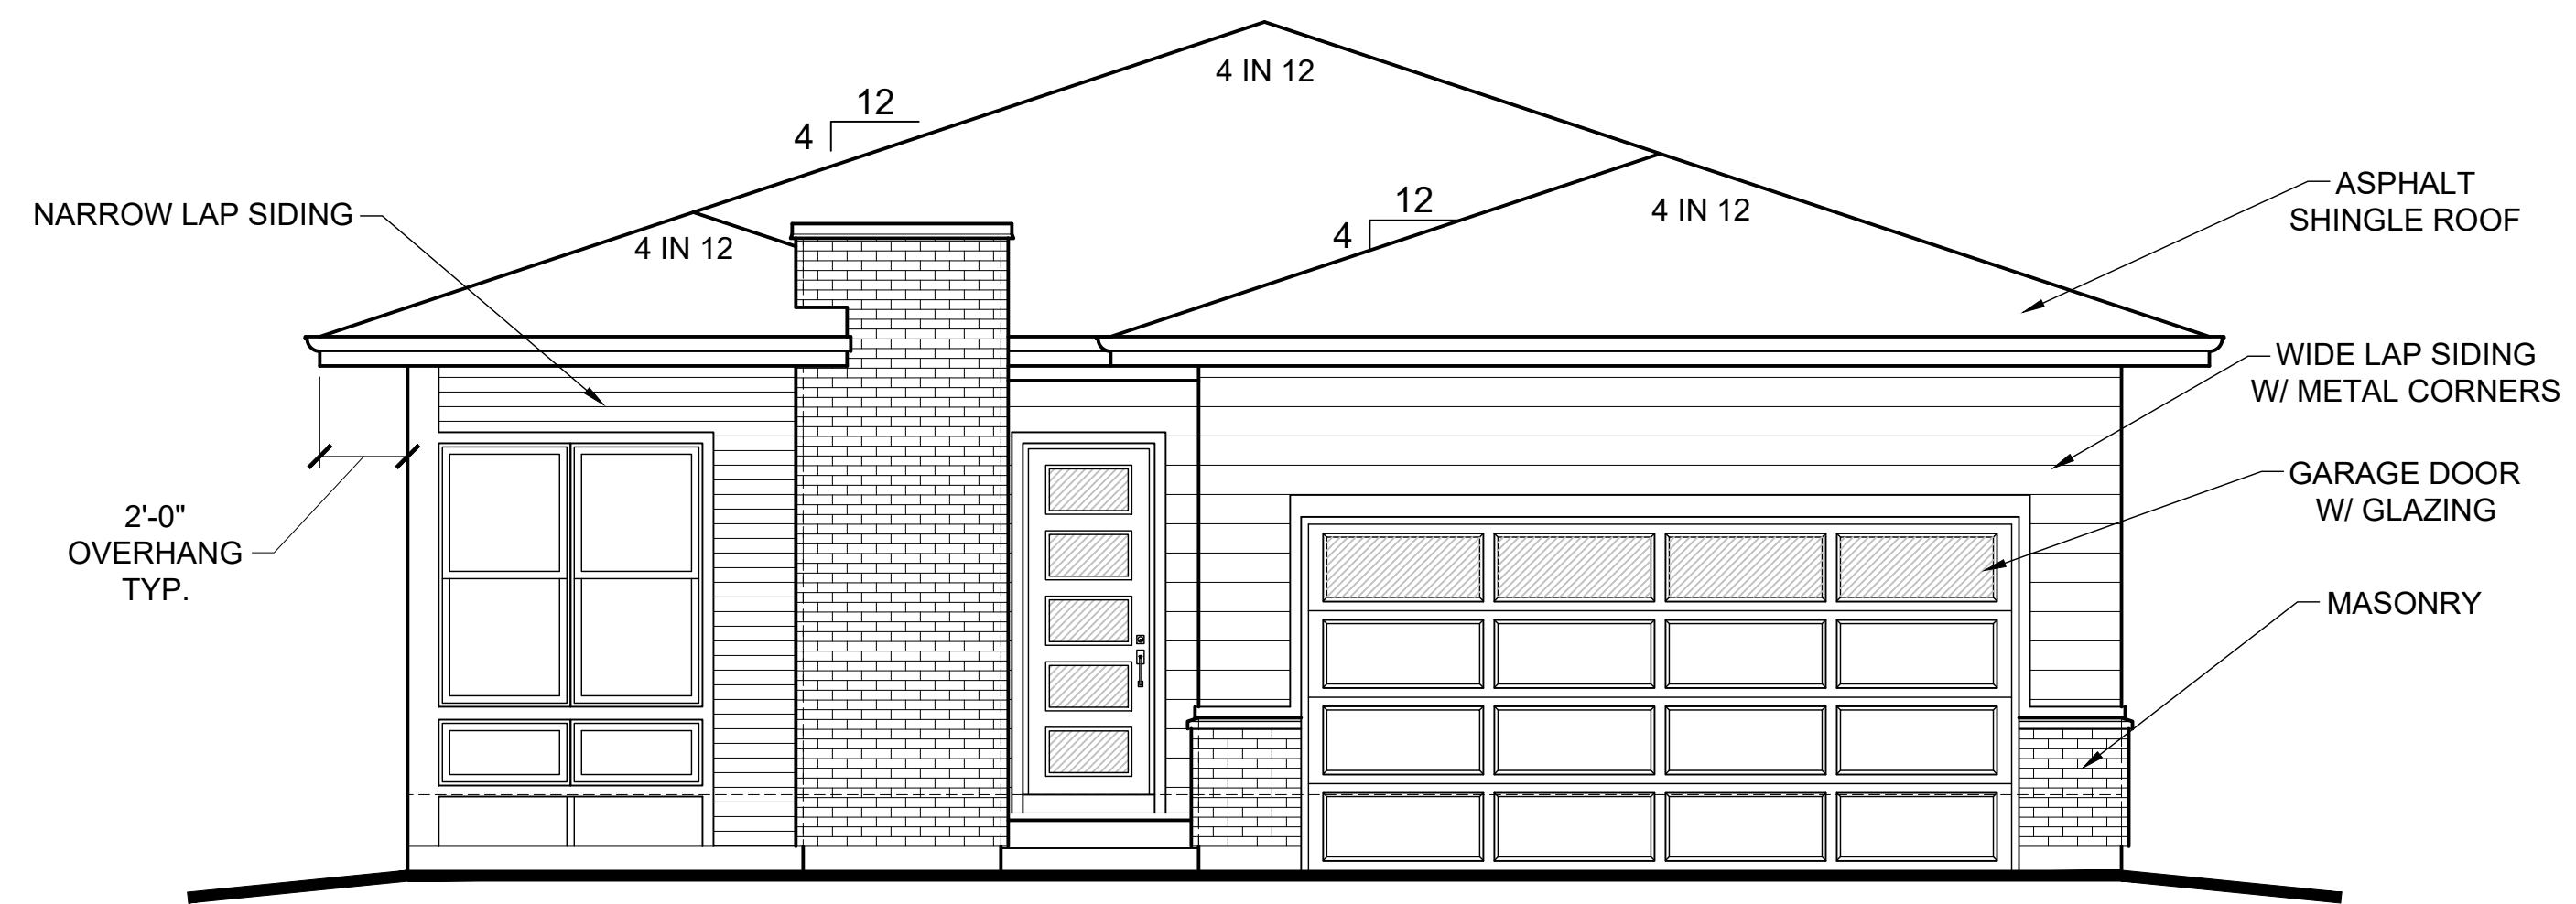 4 IN 12
12
4
ASPHALT
SHINGLE ROOF
NARROW LAP SIDING
12
4
4 IN 12
4 IN 12
WIDE LAP SIDING
W/ METAL CORNERS
GARAGE DOOR
W/ GLAZING
2'-0"
OVERHANG
TYP.
MASONRY